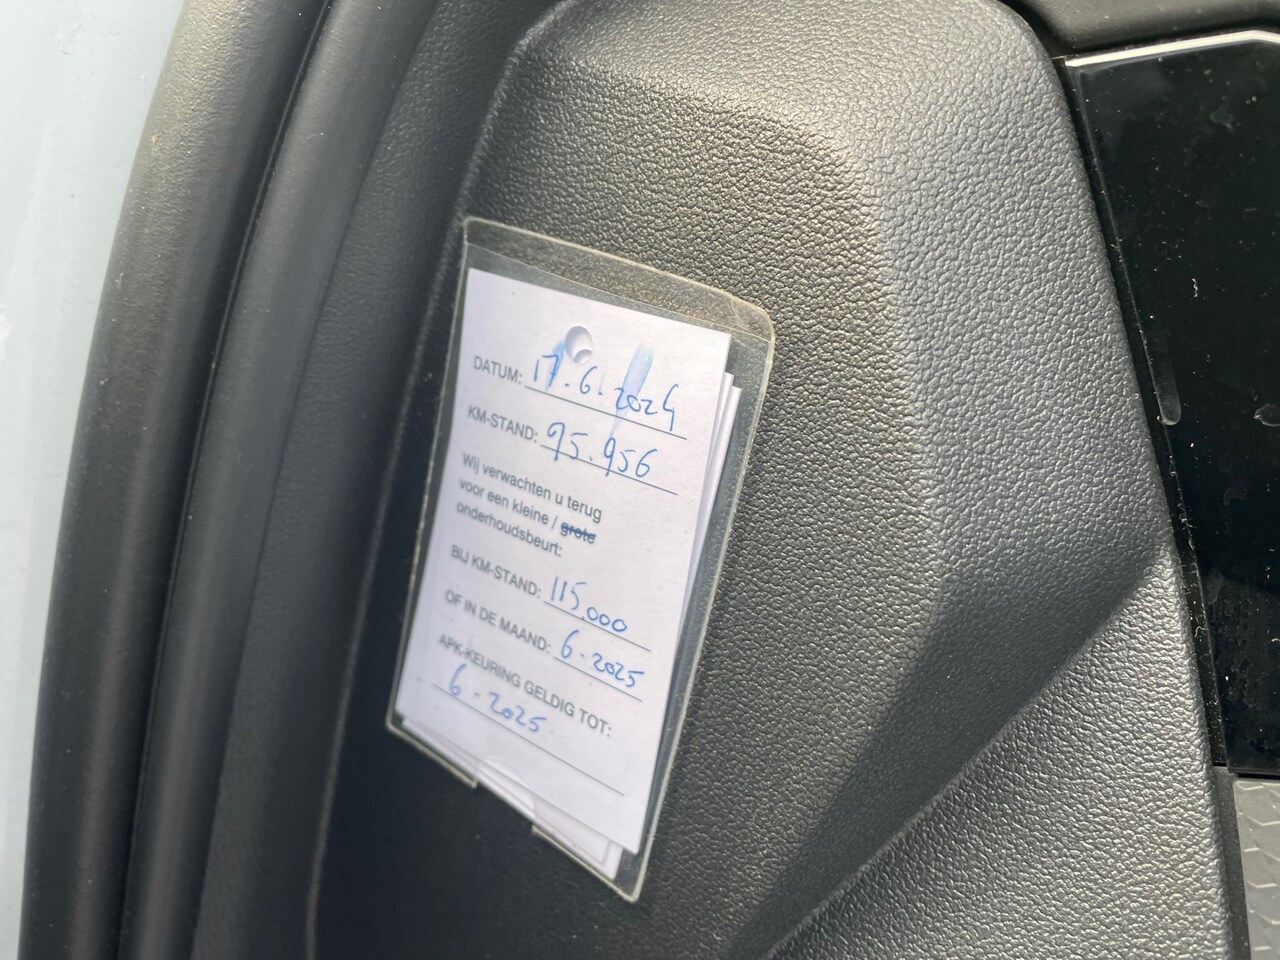 DATUM: 17.6.2024
KM-STAND: 95.956
Wij verwachten u terug
voor een kleine / grote
onderhoudsbeurt:
BIJ KM-STAND: 115.000
OF IN DE MAAND: 6.2025
APK-KEURING GELDIG TOT:
6.2025